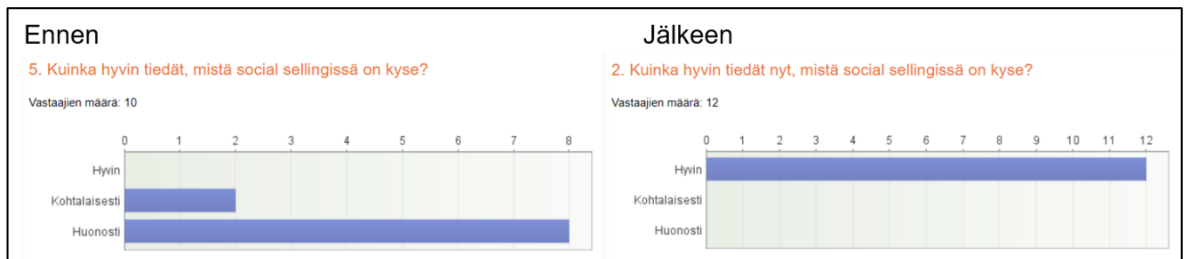 Ennen
5. Kuinka hyvin tiedät, mistä social sellingissä on kyse?
Vastaajien määrä: 10
0 1 2 3 4 5 6 7 8
Hyvin
Kohtalaisesti
Huonosti
Jälkeen
2. Kuinka hyvin tiedät nyt, mistä social sellingissä on kyse?
Vastaajien määrä: 12
0 1 2 3 4 5 6 7 8 9 10 11 12
Hyvin
Kohtalaisesti
Huonosti